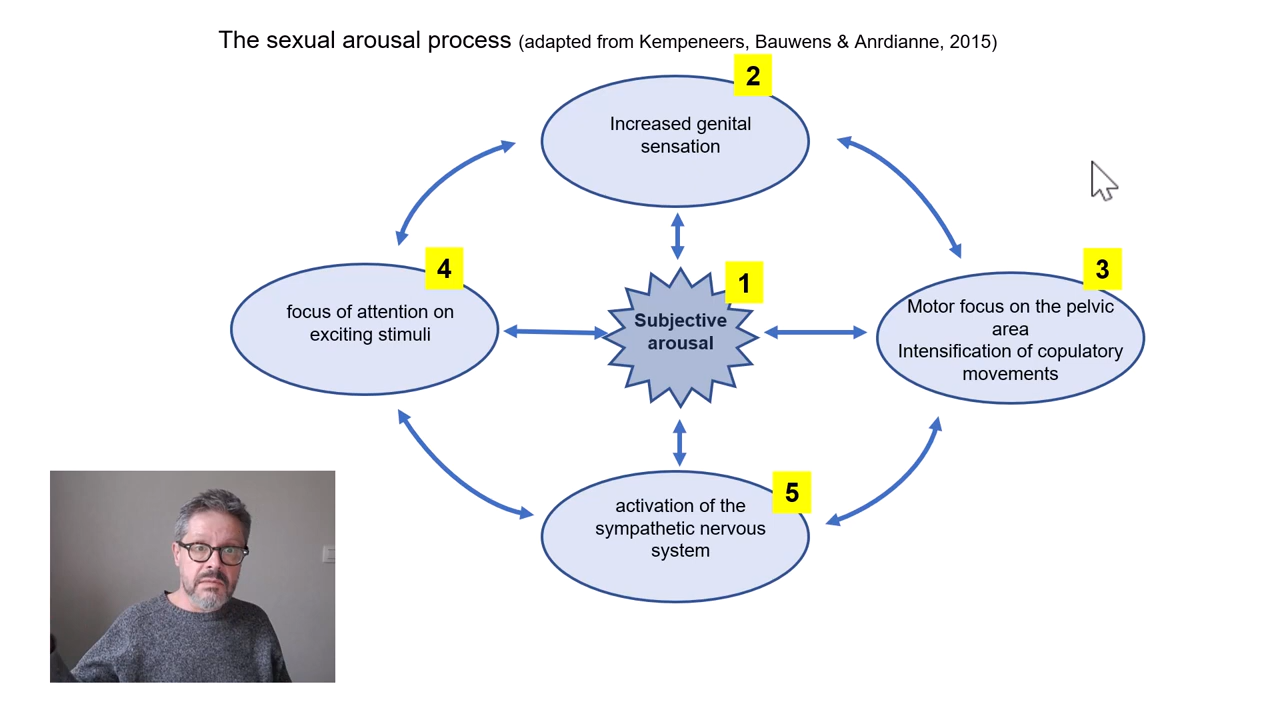 The sexual arousal process (adapted from Kempeneers, Bauwens & Anrdianne, 2015)
2
Increased genital
sensation
4
focus of attention on
exciting stimuli
1
Subjective
arousal
3
Motor focus on the pelvic
area
Intensification of copulatory
movements
5
activation of the
sympathetic nervous
system